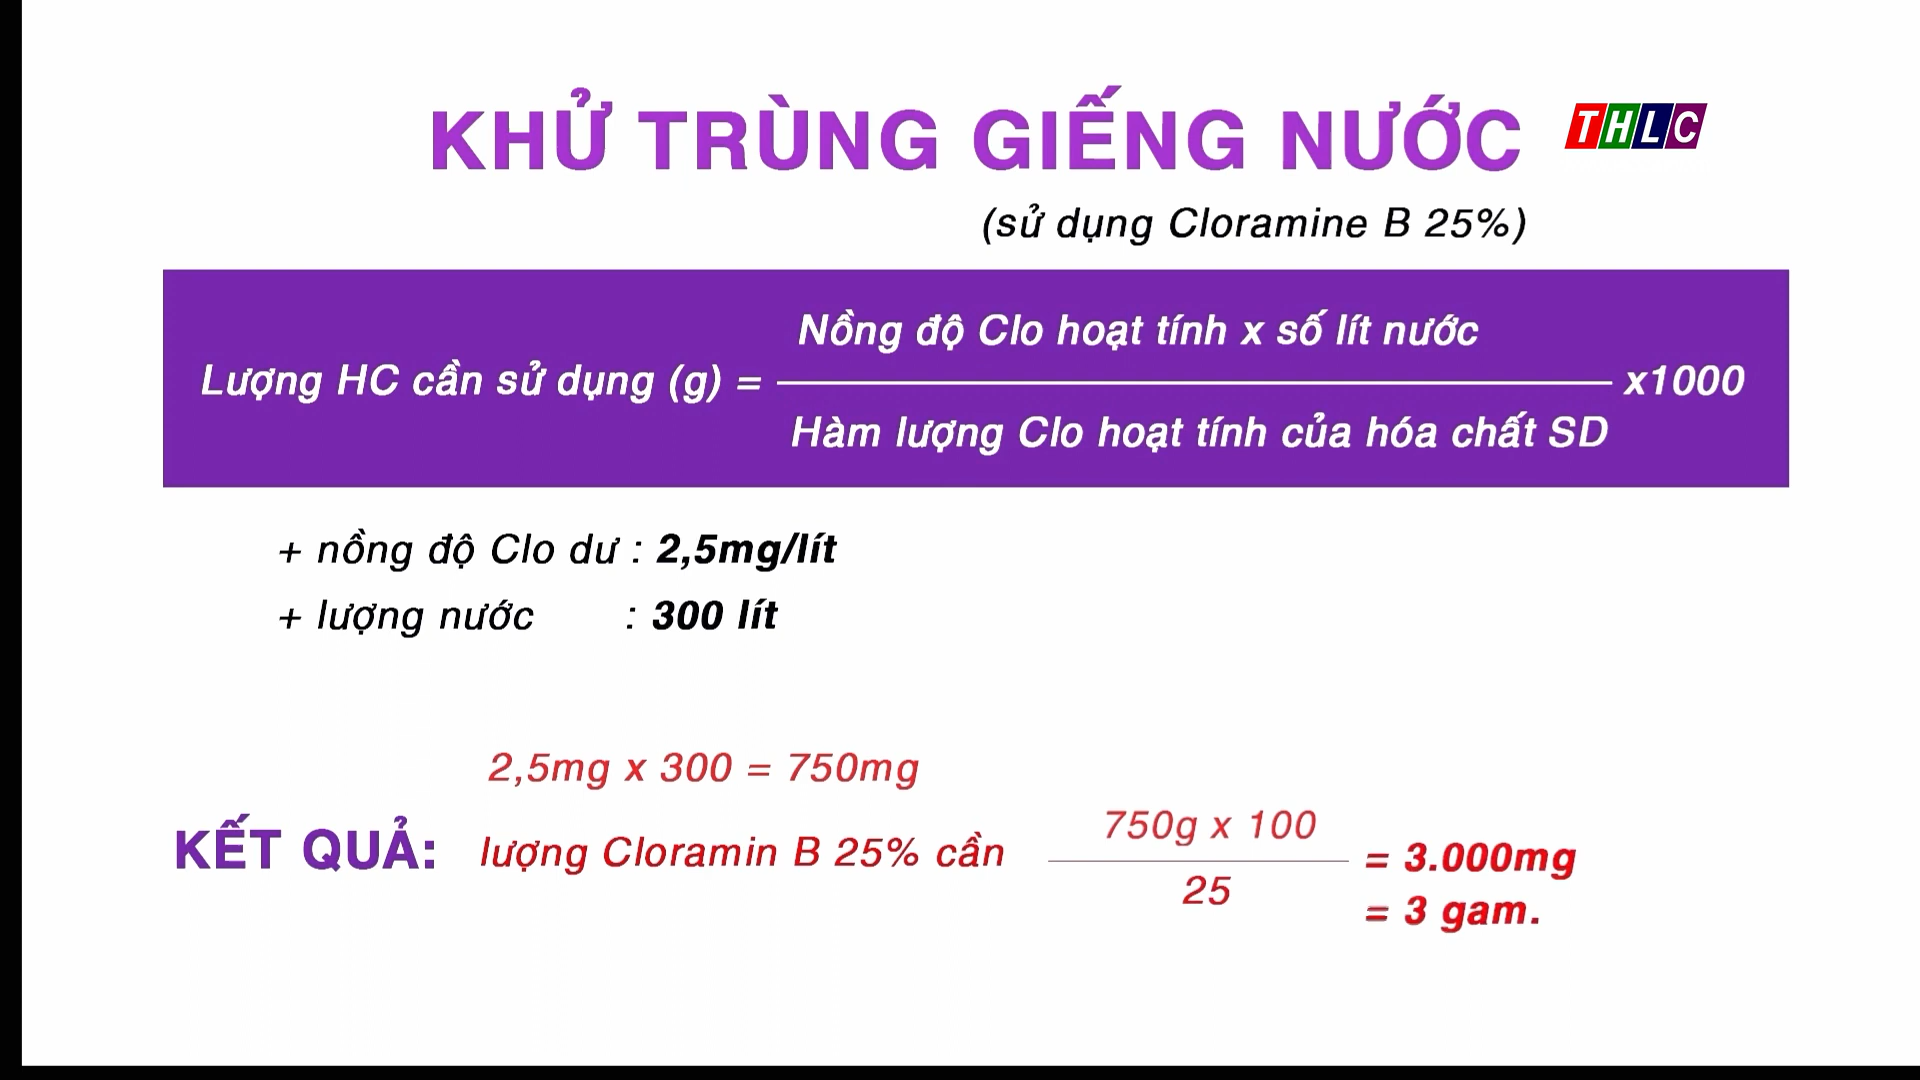 KHỬ TRÙNG GIẾNG NƯỚC
THLC
(sử dụng Cloramine B 25%)
Nồng độ Clo hoạt tính x số lít nước
Lượng HC cần sử dụng (g) = x1000
Hàm lượng Clo hoạt tính của hóa chất SD
+ nồng độ Clo dư : 2,5mg/lít
+ lượng nước : 300 lít
2,5mg x 300 = 750mg
KẾT QUẢ: lượng Cloramin B 25% cần
750g x 100
25
= 3.000mg
= 3 gam.